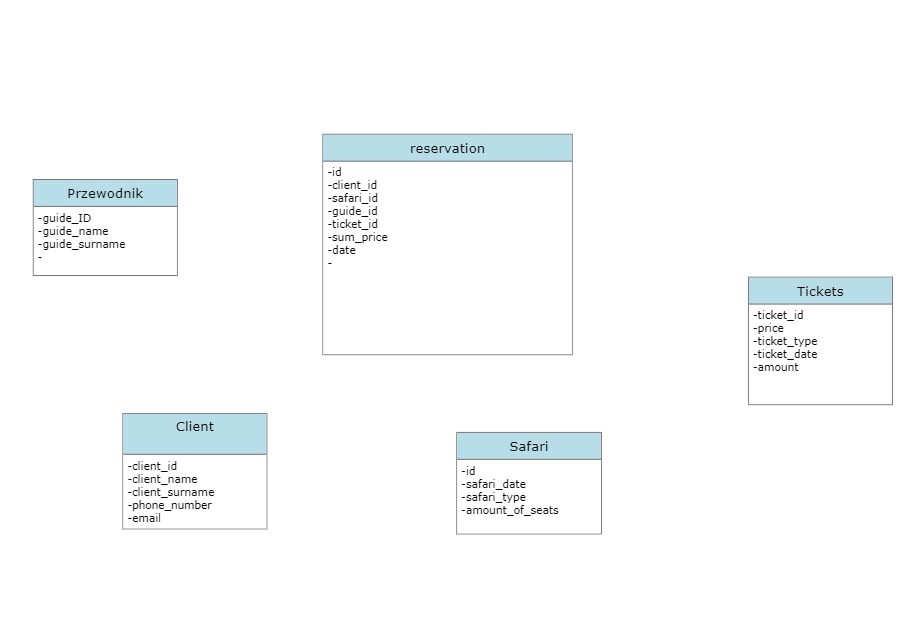 reservation
-id
-client_id
-safari_id
-guide_id
-ticket_id
-sum_price
-date
-
Przewodnik
-guide_ID
-guide_name
-guide_surname
-
Tickets
-ticket_id
-price
-ticket_type
-ticket_date
-amount
Client
-client_id
-client_name
-client_surname
-phone_number
-email
Safari
-id
-safari_date
-safari_type
-amount_of_seats